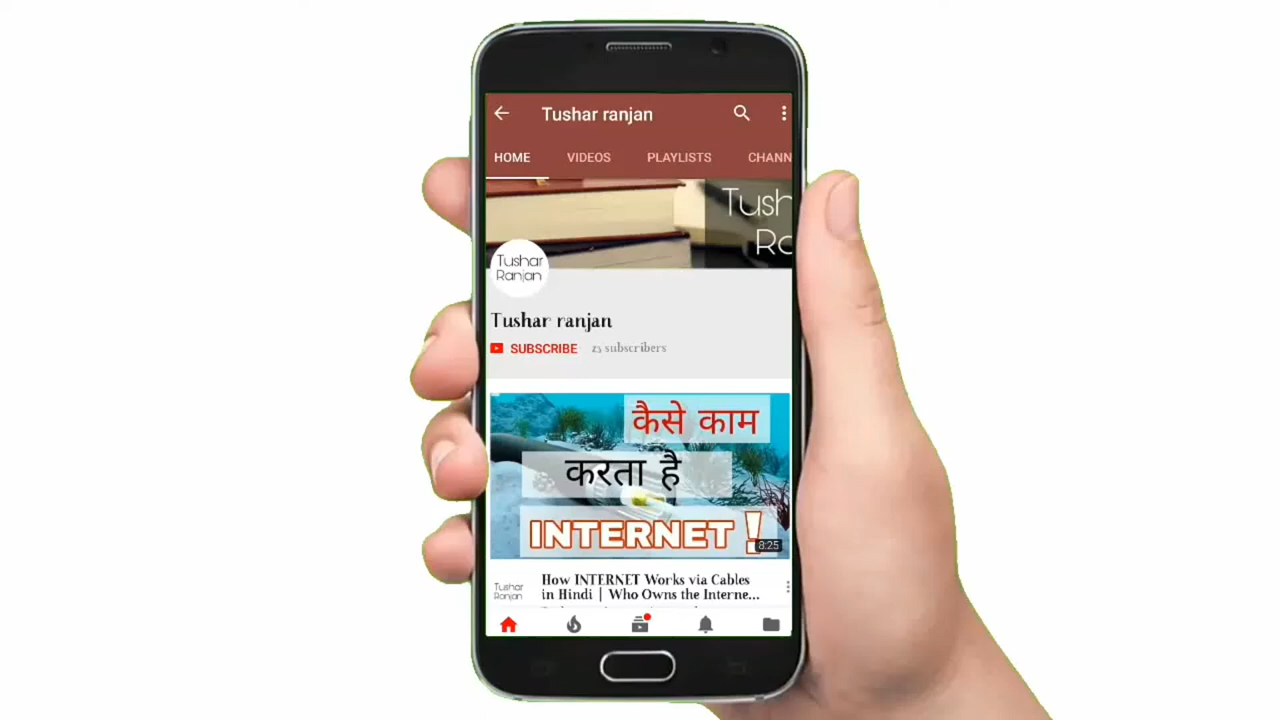 Tushar ranjan
HOME VIDEOS PLAYLISTS CHANN
Tush
Ra
Tushar
Ranjan
Tushar ranjan
SUBSCRIBE 23 subscribers
कैसे काम
करता है
INTERNET!
8:25
Tushar
Ranjan
How INTERNET Works via Cables
in Hindi | Who Owns the Interne...